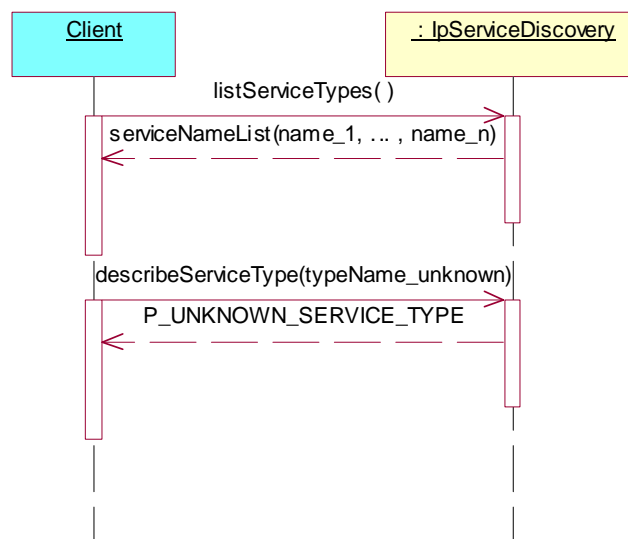 Client
: IpServiceDiscovery
listServiceTypes( )
serviceNameList(name_1, ... , name_n)
describeServiceType(typeName_unknown)
P_UNKNOWN_SERVICE_TYPE